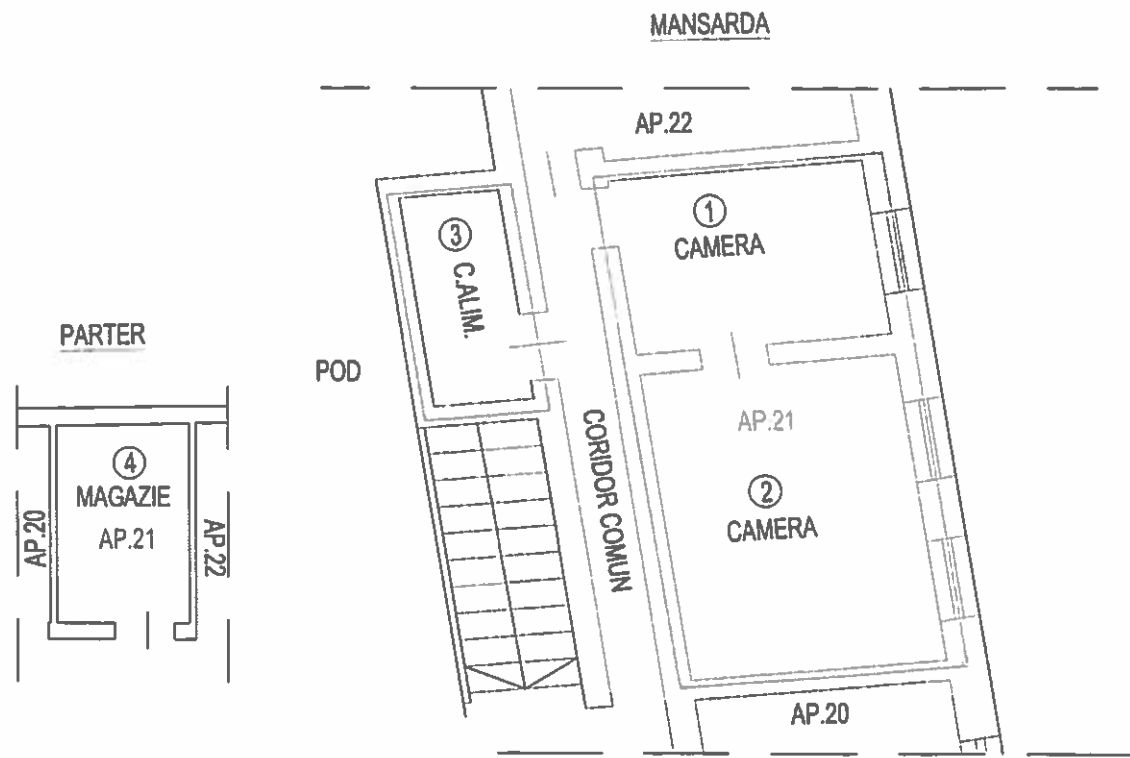 MANSARDA
AP.22
1
CAMERA
3
C.ALIM.
PARTER
POD
CORIDOR COMUN
AP.21
2
CAMERA
4
MAGAZIE
AP.21
AP.20
AP.22
AP.20